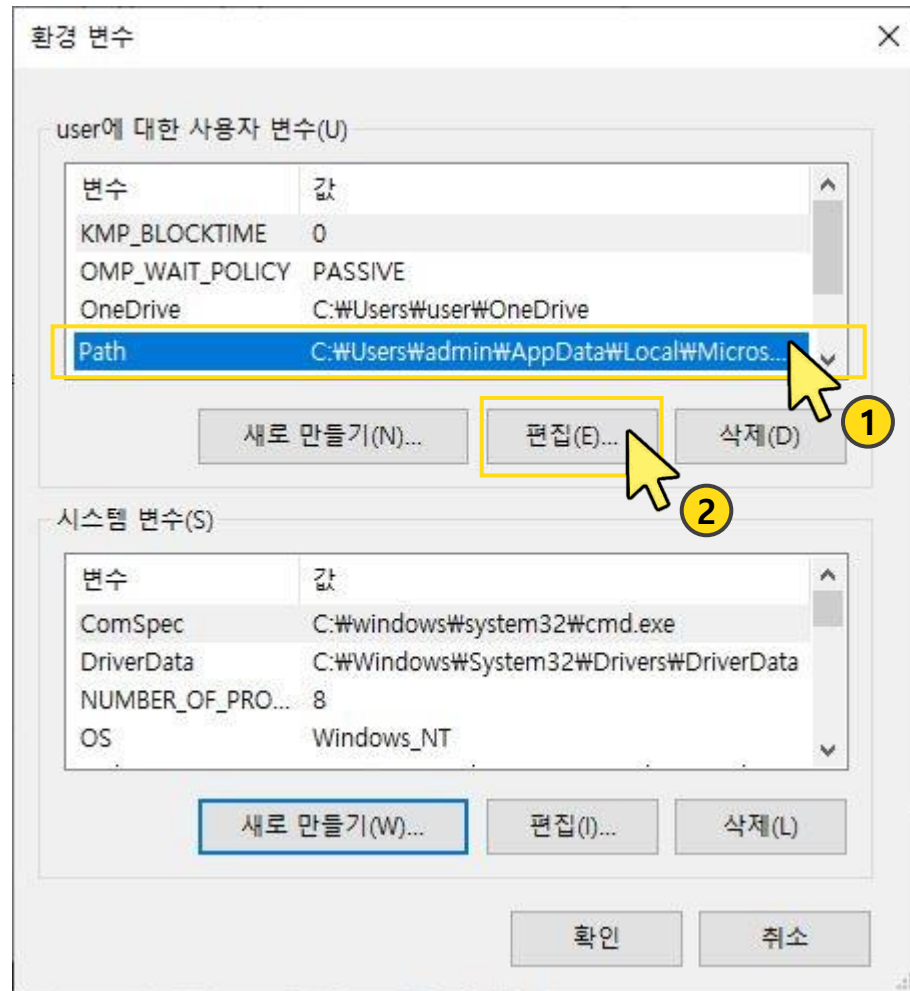 환경 변수
user에 대한 사용자 변수(U)
변수 값
KMP_BLOCKTIME 0
OMP_WAIT_POLICY PASSIVE
OneDrive C:₩Users₩user₩OneDrive
Path C:₩Users₩admin₩AppData₩Local₩Micros...
1
새로 만들기(N)... 편집(E)... 삭제(D)
2
시스템 변수(S)
변수 값
ComSpec C:₩windows₩system32₩cmd.exe
DriverData C:₩Windows₩System32₩Drivers₩DriverData
NUMBER_OF_PRO... 8
OS Windows_NT
새로 만들기(W)... 편집(I)... 삭제(L)
확인 취소